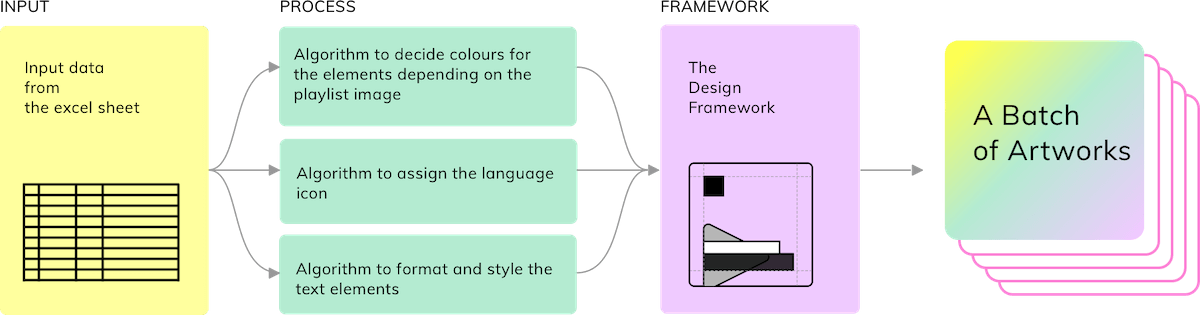 INPUT
PROCESS
FRAMEWORK
Input data
from
the excel sheet
Algorithm to decide colours for
the elements depending on the
playlist image
Algorithm to assign the language
icon
Algorithm to format and style the
text elements
The
Design
Framework
A Batch
of Artworks